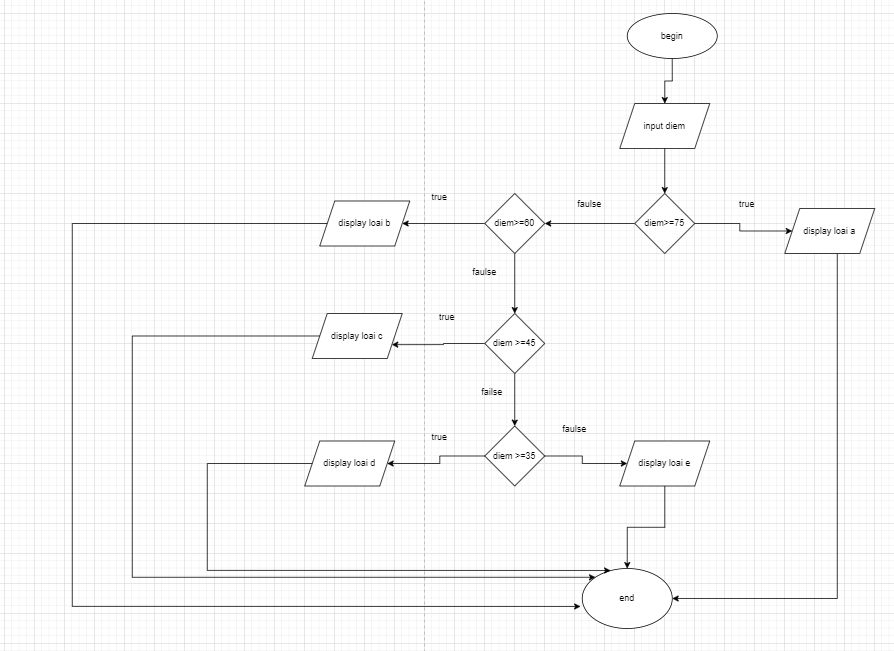 begin
input diem
true
faulse
true
display loai b
diem>=60
diem>=75
display loai a
faulse
true
display loai c
diem >=45
failse
true
faulse
display loai d
diem >=35
display loai e
end